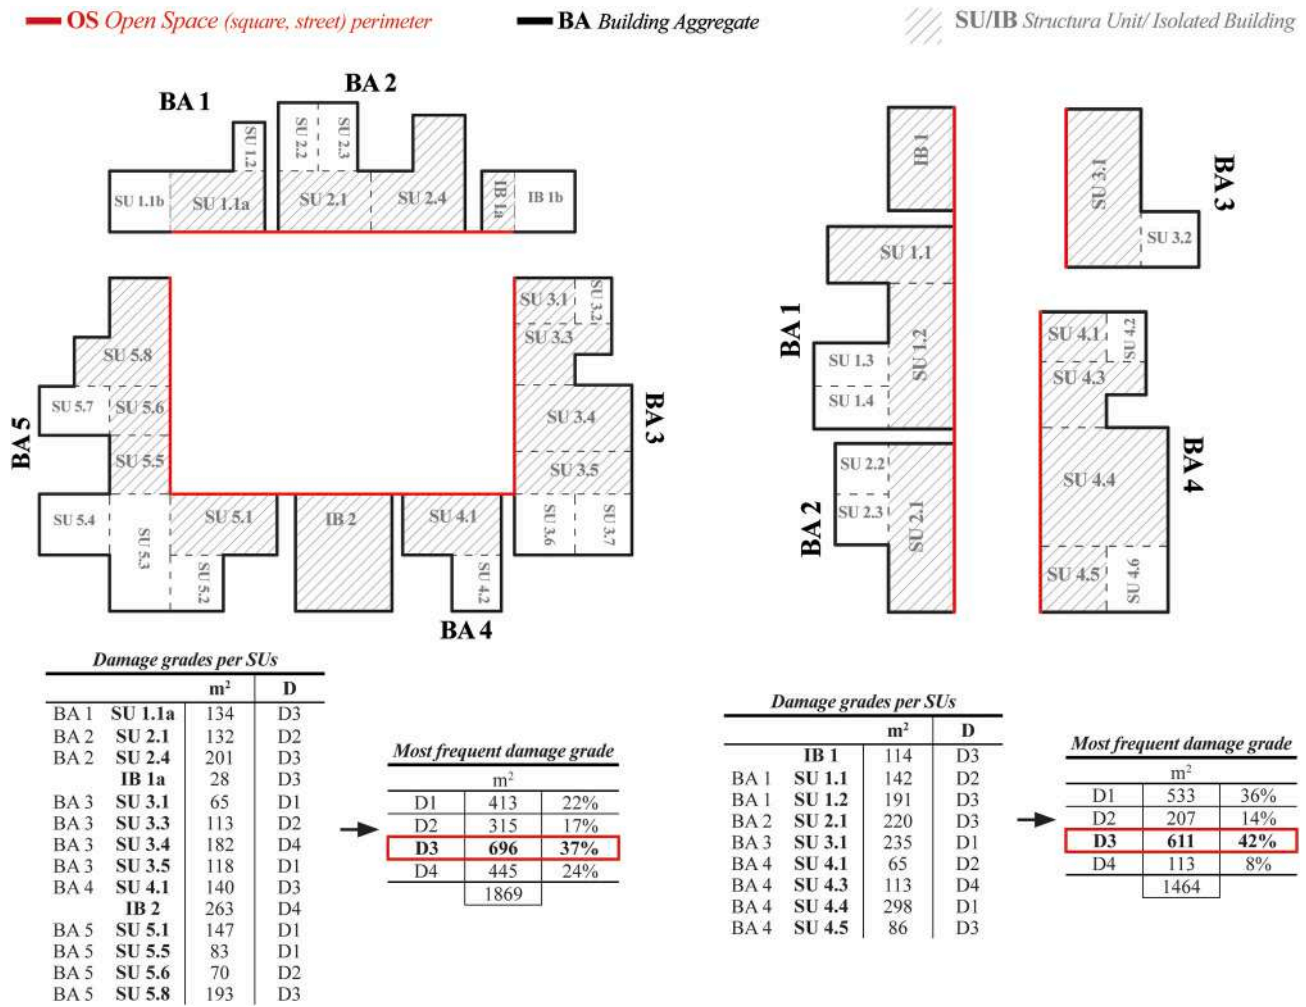 OS Open Space (square, street) perimeter
BA Building Aggregate
SU/IB Structura Unit/ Isolated Building
BA 1
BA 2
SU 1.1b
SU 1.1a
SU 1.2
SU 2.2
SU 2.3
SU 2.1
SU 2.4
IB 1a
IB 1b
SU 5.8
SU 5.7
SU 5.6
SU 5.5
SU 5.4
SU 5.3
SU 5.1
SU 5.2
BA 5
IB 2
SU 4.1
SU 4.2
BA 4
SU 3.1
SU 3.2
SU 3.3
SU 3.4
SU 3.5
SU 3.6
SU 3.7
BA 3
IB 1
SU 1.1
SU 1.2
SU 1.3
SU 1.4
BA 1
SU 2.2
SU 2.3
SU 2.1
BA 2
SU 3.1
SU 3.2
BA 3
SU 4.1
SU 4.2
SU 4.3
SU 4.4
SU 4.5
SU 4.6
BA 4
Damage grades per SUs
m² D
BA 1 SU 1.1a 134 D3
BA 2 SU 2.1 132 D2
BA 2 SU 2.4 201 D3
IB 1a 28 D3
BA 3 SU 3.1 65 D1
BA 3 SU 3.3 113 D2
BA 3 SU 3.4 182 D4
BA 3 SU 3.5 118 D1
BA 4 SU 4.1 140 D3
IB 2 263 D4
BA 5 SU 5.1 147 D1
BA 5 SU 5.5 83 D1
BA 5 SU 5.6 70 D2
BA 5 SU 5.8 193 D3
Most frequent damage grade
m²
D1 413 22%
D2 315 17%
D3 696 37%
D4 445 24%
1869
Damage grades per SUs
m² D
IB 1 114 D3
BA 1 SU 1.1 142 D2
BA 1 SU 1.2 191 D3
BA 2 SU 2.1 220 D3
BA 3 SU 3.1 235 D1
BA 4 SU 4.1 65 D2
BA 4 SU 4.3 113 D4
BA 4 SU 4.4 298 D1
BA 4 SU 4.5 86 D3
Most frequent damage grade
m²
D1 533 36%
D2 207 14%
D3 611 42%
D4 113 8%
1464